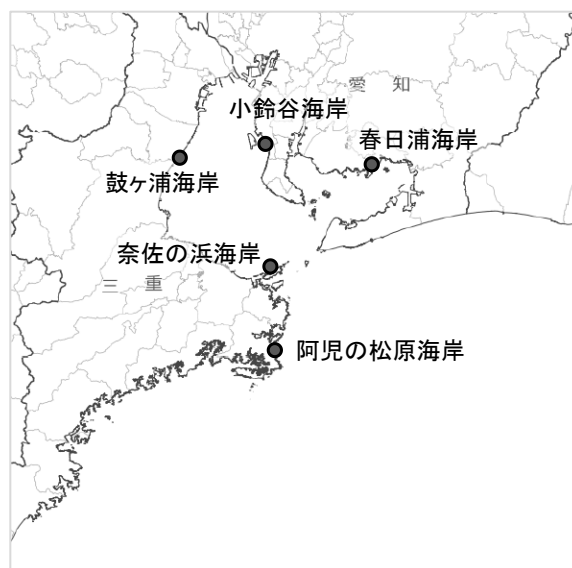 愛 知
小鈴谷海岸
春日浦海岸
鼓ヶ浦海岸
奈佐の浜海岸
三 重
阿児の松原海岸